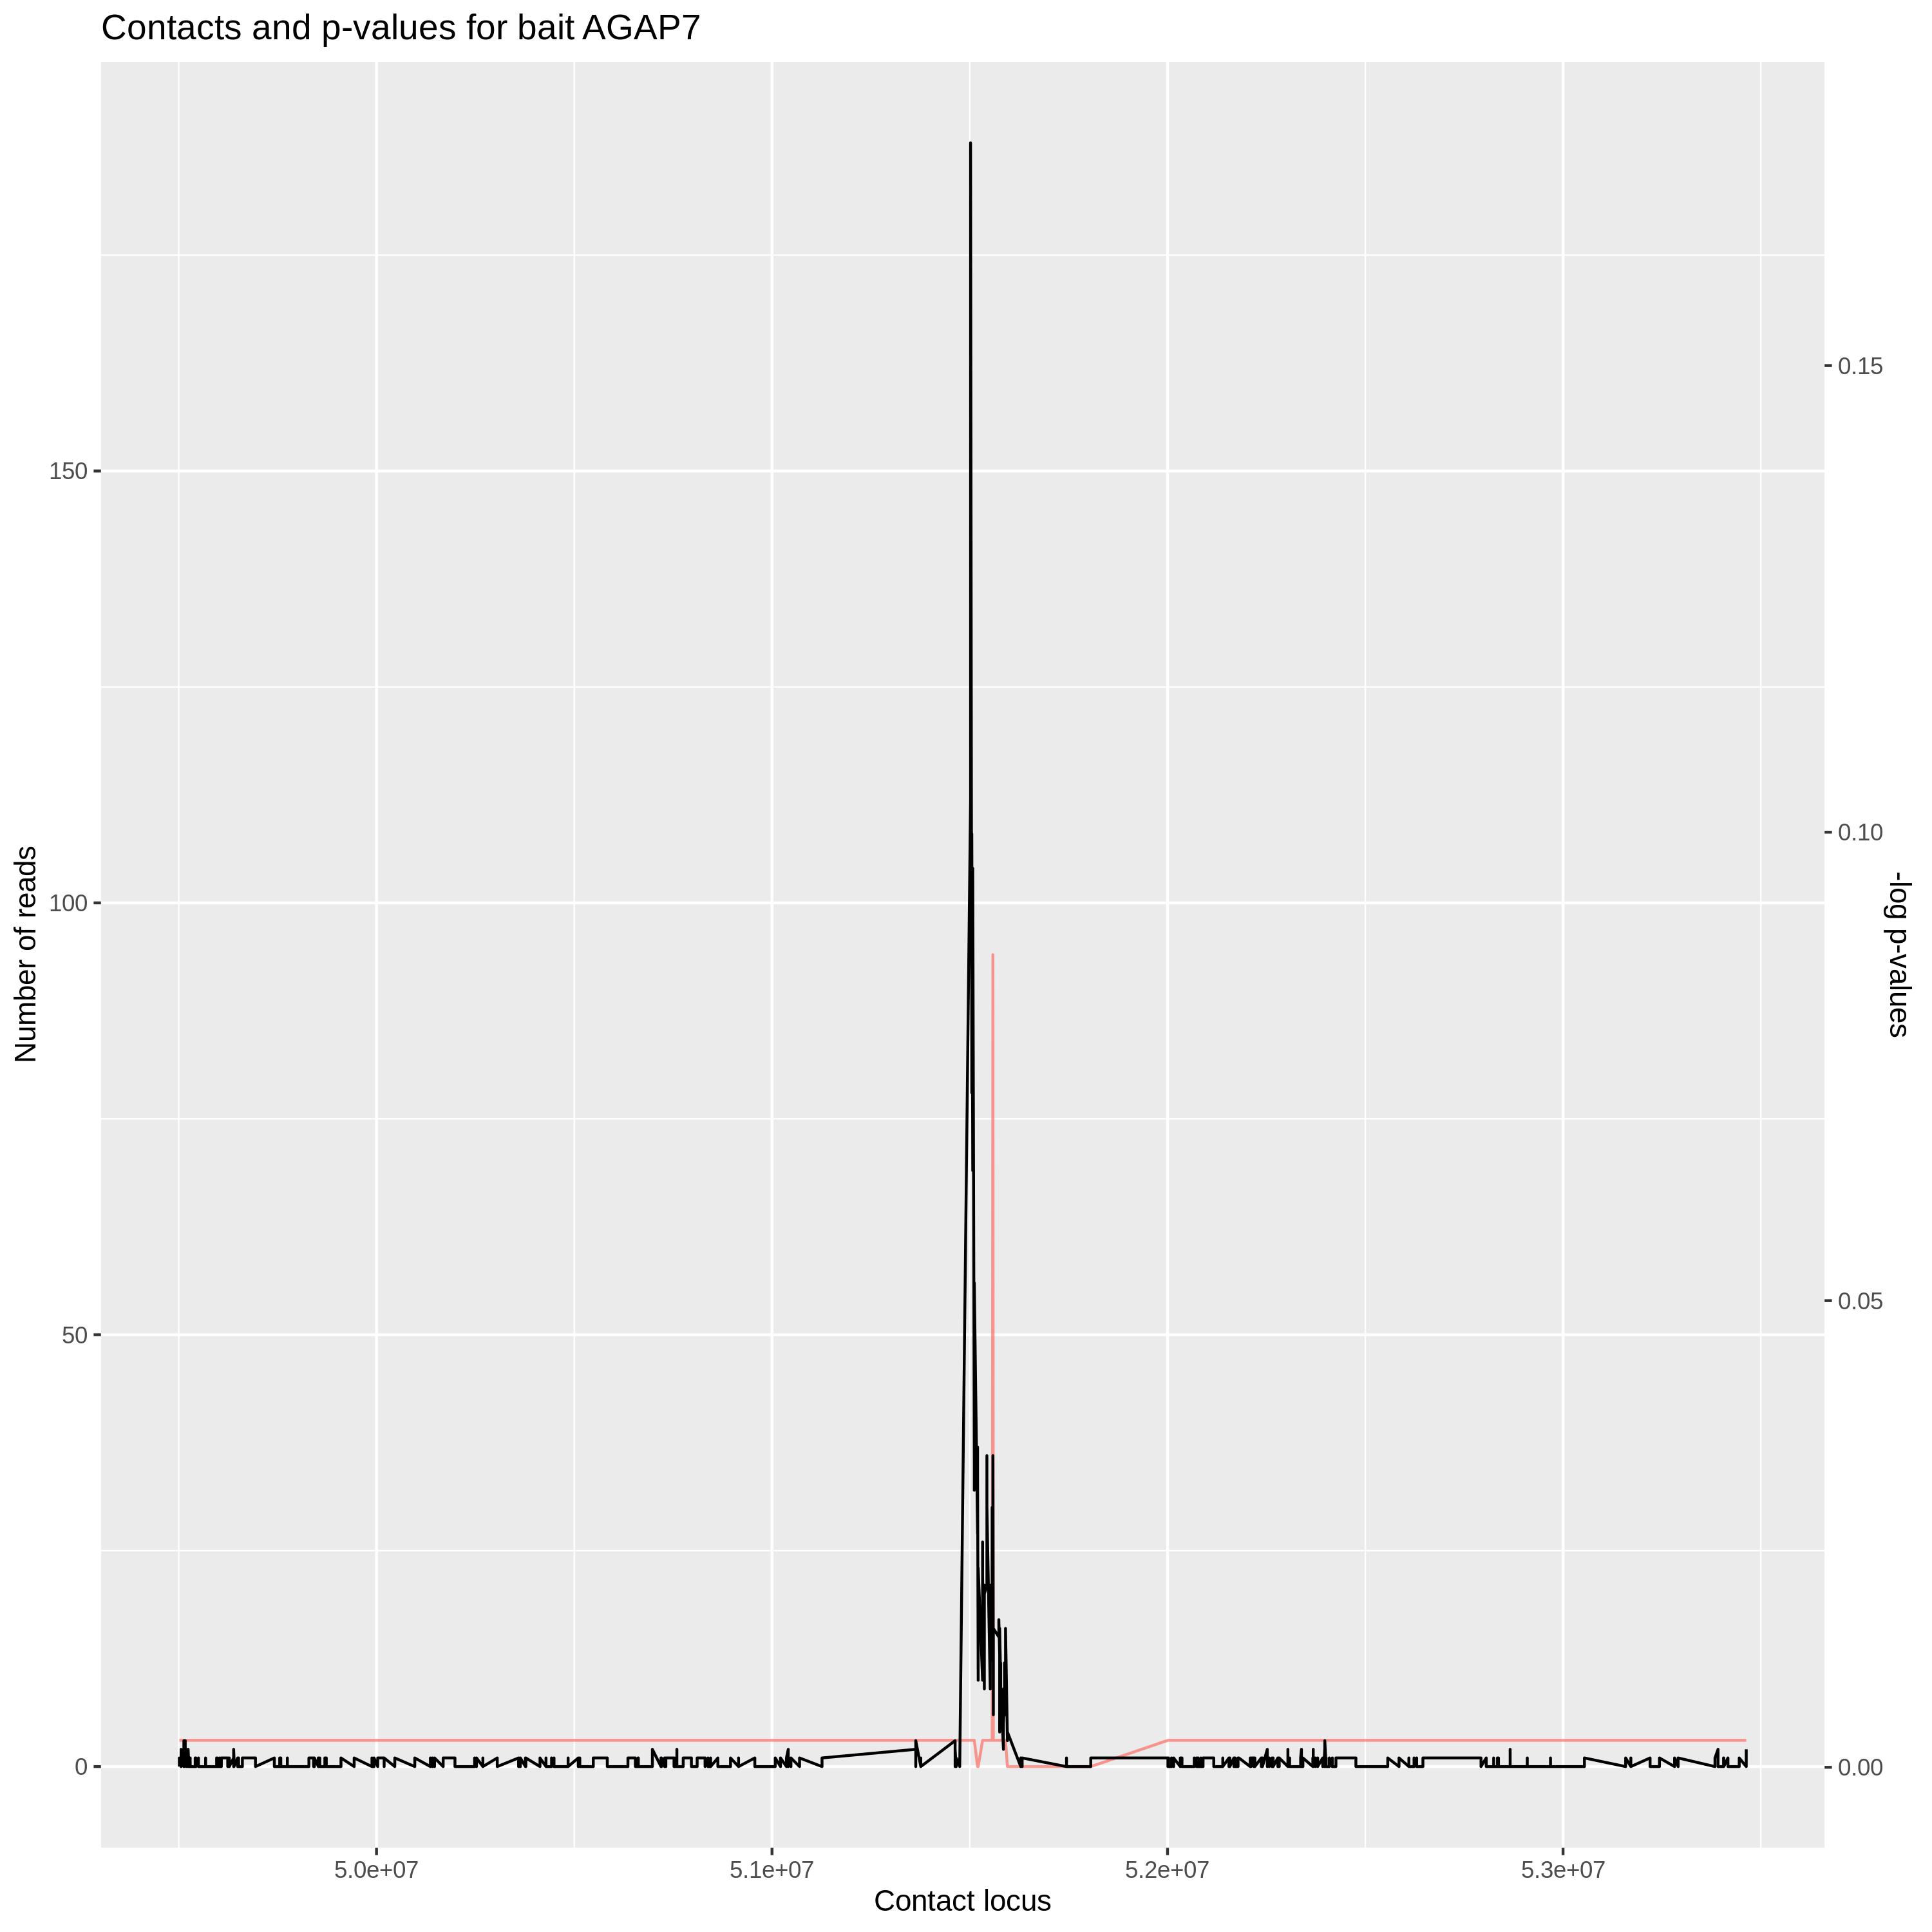 Contacts and p-values for bait AGAP7
Number of reads
150
100
50
0
0.15
0.10
0.05
0.00
-log p-values
5.0e+07
5.1e+07
5.2e+07
5.3e+07
Contact locus